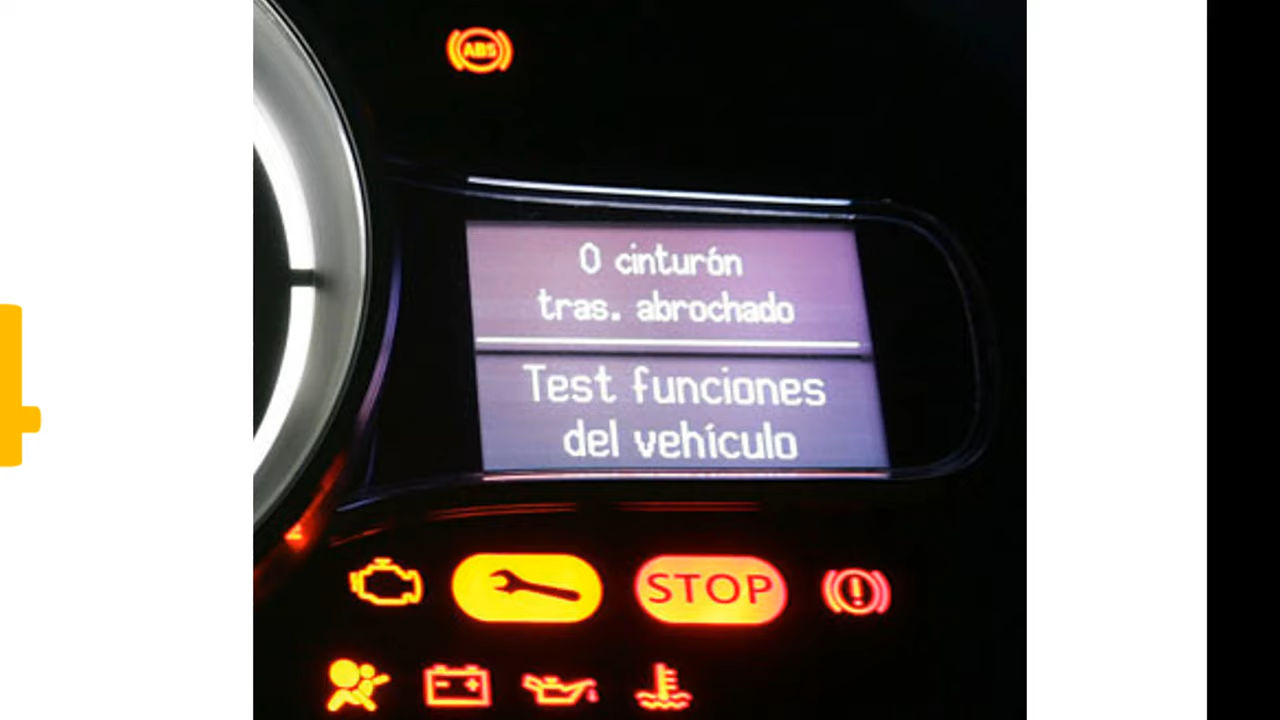 ABS
0 cinturón
tras. abrochado
Test funciones
del vehículo
STOP